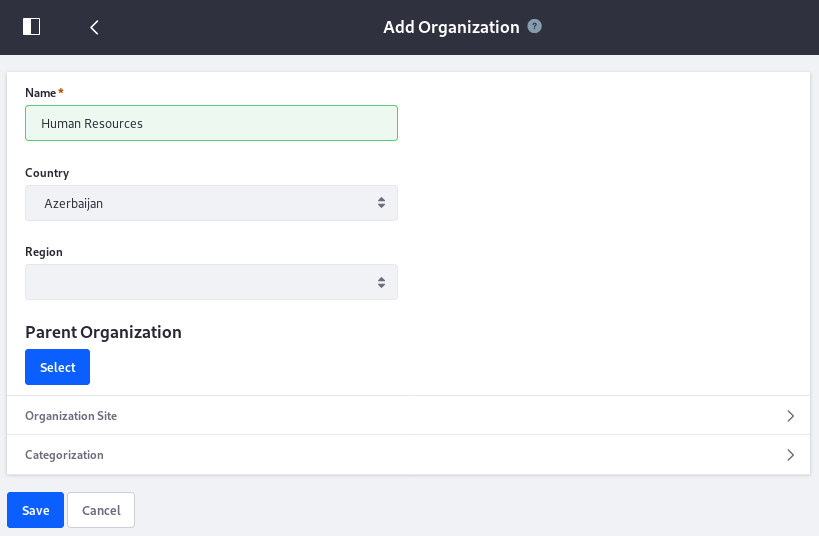 Add Organization ?
Name *
Human Resources
Country
Azerbaijan
Region
Parent Organization
Select
Organization Site
Categorization
Save Cancel